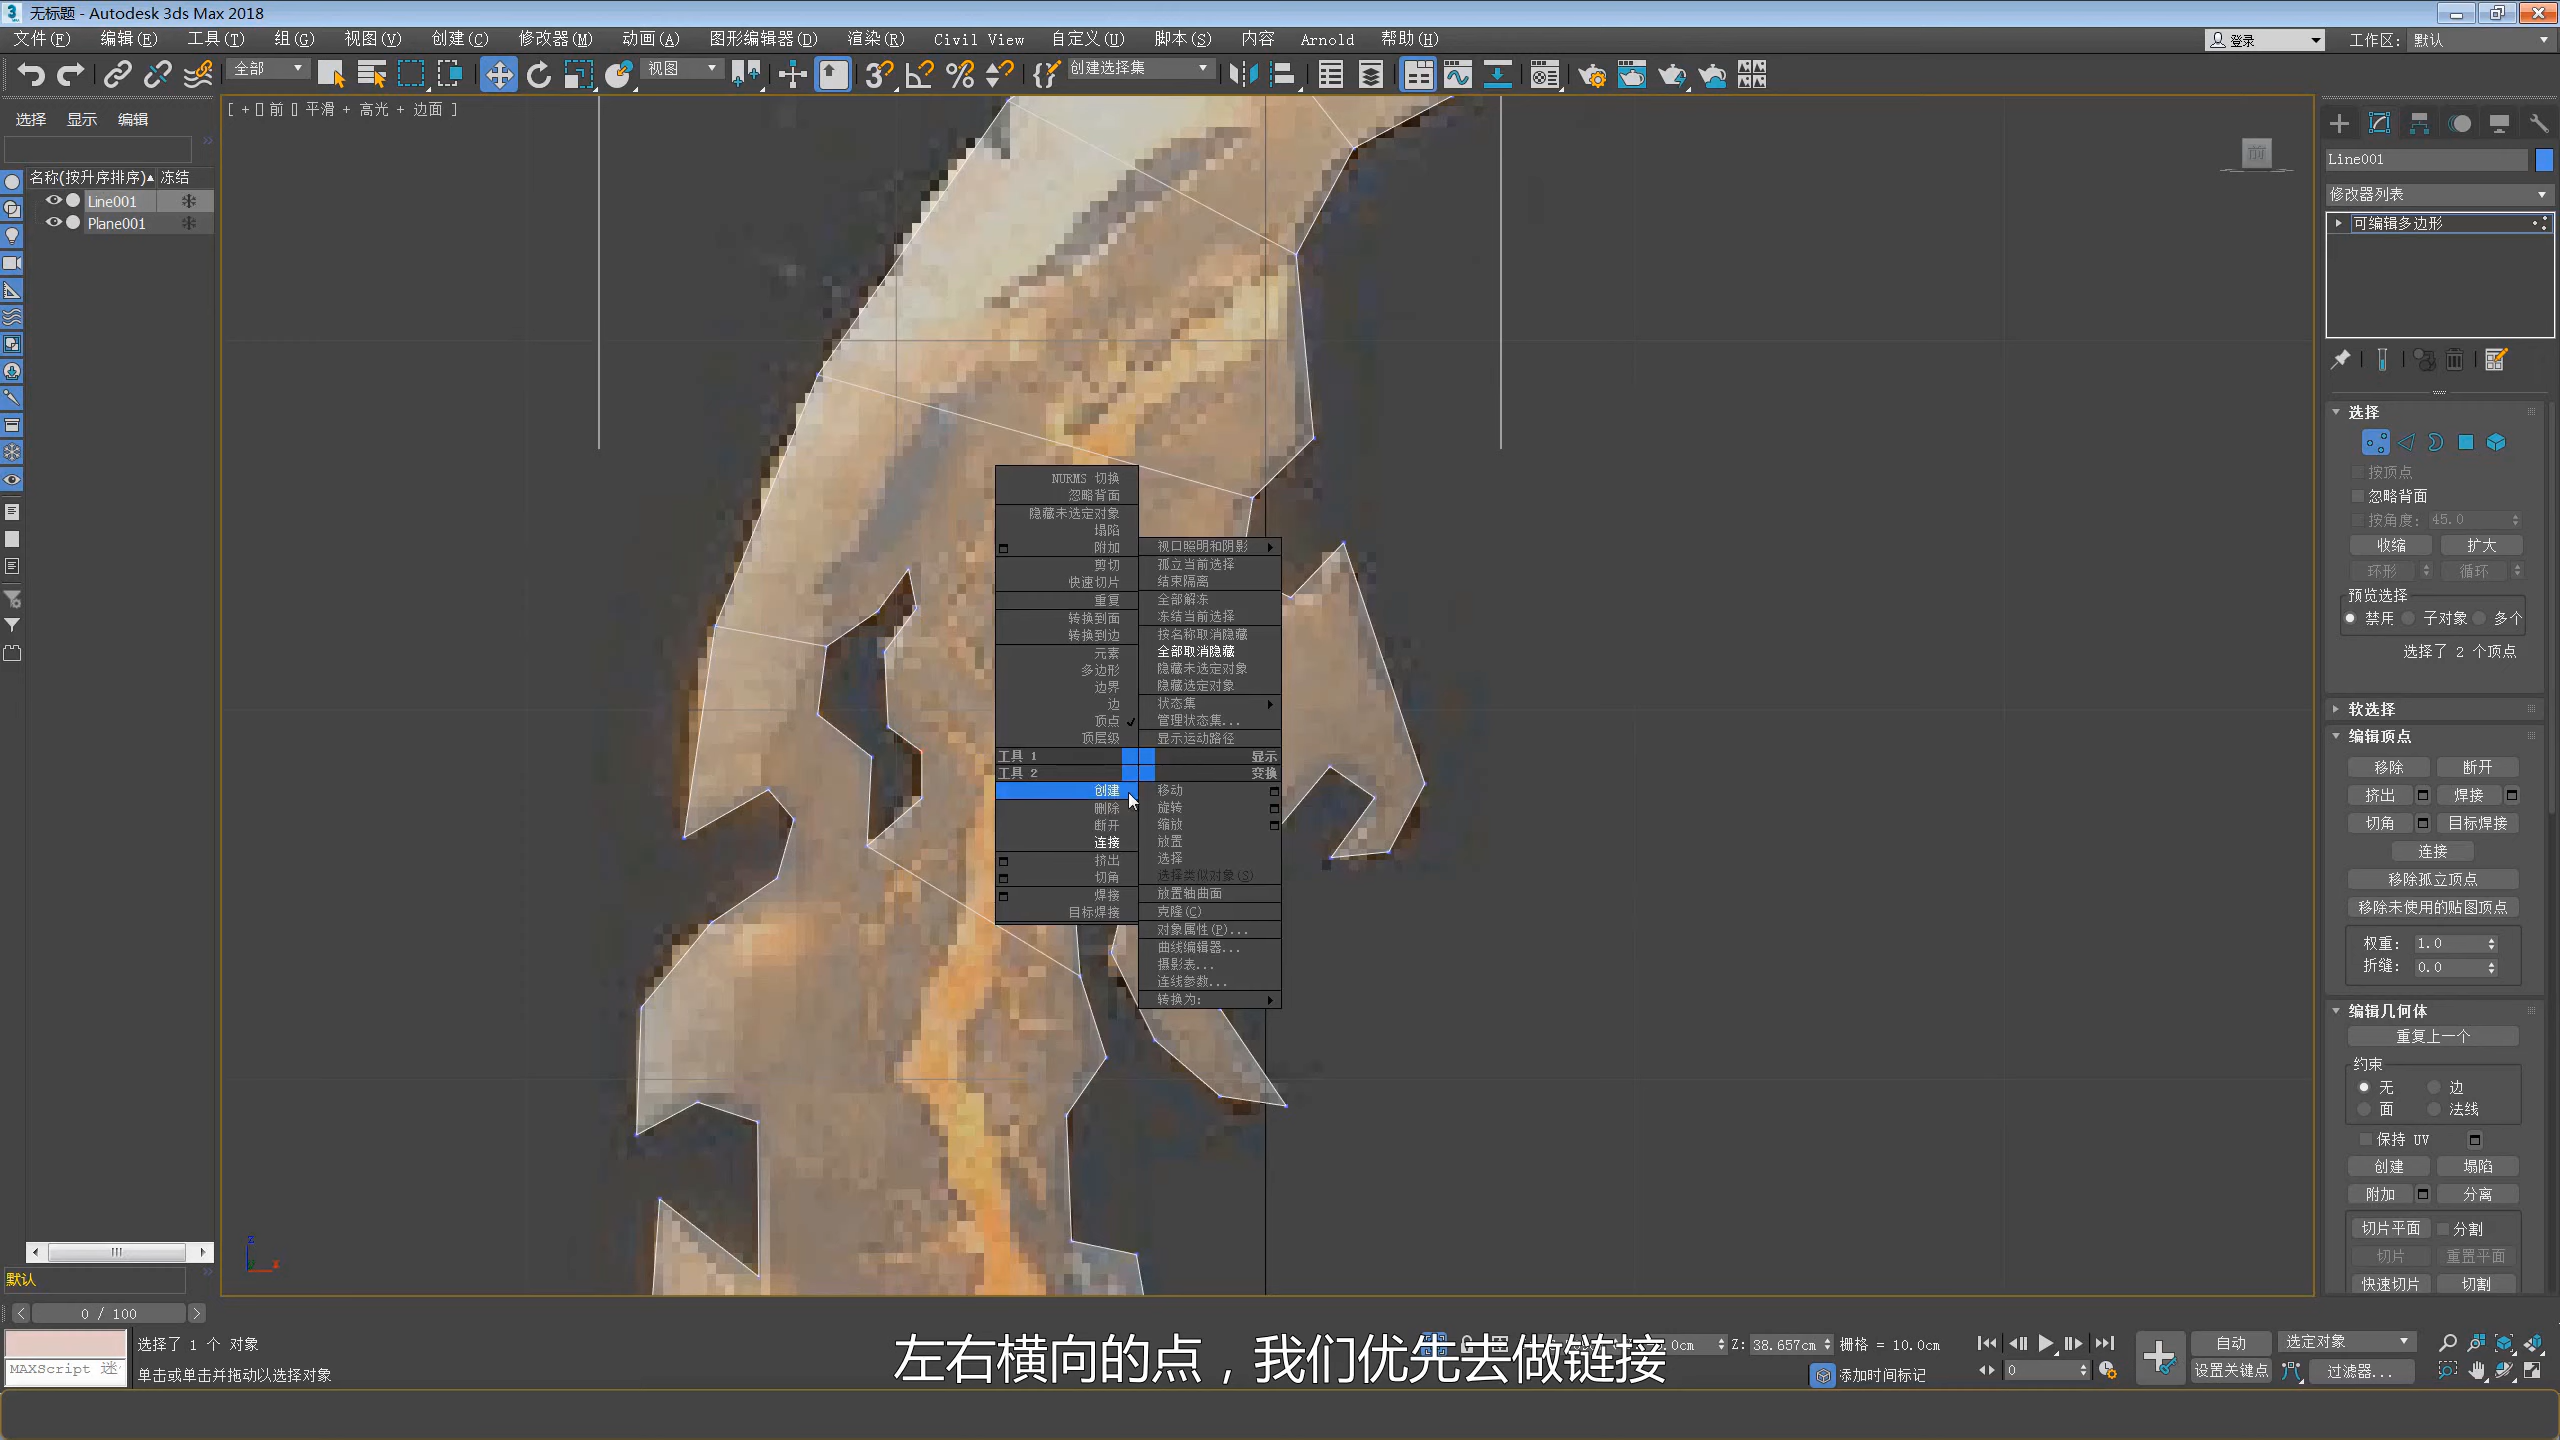 无标题 - Autodesk 3ds Max 2018
文件(F) 编辑(E) 工具(T) 组(G) 视图(V) 创建(C) 修改器(M) 动画(A) 图形编辑器(D) 渲染(R) Civil View 自定义(U) 脚本(S) 内容 Arnold 帮助(H)
登录 工作区: 默认
全部 视图 创建选择集
[ + ] [ 前 ] [ 平滑 + 高光 + 边面 ]
选择 显示 编辑
名称(按升序排序) 冻结
Line001
Plane001
默认
0 / 100
NURMS 切换
忽略背面
隐藏未选定对象
塌陷
附加
剪切
快速切片
重复
转换到面
转换到边
元素
多边形
边界
边
顶点
顶层级
工具 1
工具 2
创建
删除
断开
连接
挤出
切角
焊接
目标焊接
视口照明和阴影
孤立当前选择
结束隔离
全部解冻
冻结当前选择
按名称取消隐藏
全部取消隐藏
隐藏未选定对象
隐藏选定对象
状态集
管理状态集...
显示运动路径
显示
变换
移动
旋转
缩放
放置
选择
选择类似对象(S)
放置轴曲面
克隆(C)
对象属性(P)...
曲线编辑器...
摄影表...
连线参数...
转换为:
前
Line001
修改器列表
可编辑多边形
选择
按顶点
忽略背面
按角度: 45.0
收缩 扩大
环形 循环
预览选择
禁用 子对象 多个
选择了 2 个顶点
软选择
编辑顶点
移除 断开
挤出 焊接
切角 目标焊接
连接
移除孤立顶点
移除未使用的贴图顶点
权重: 1.0
折缝: 0.0
编辑几何体
重复上一个
约束
无 边
面 法线
保持 UV
创建 塌陷
附加 分离
切片平面 分割
切片 重置平面
快速切片 切割
选择了 1 个 对象
MAXScript 迷
单击或单击并拖动以选择对象
左右横向的点，我们优先去做链接
Z: 38.657cm 栅格 = 10.0cm
添加时间标记
0
自动 选定对象
设置关键点 过滤器...